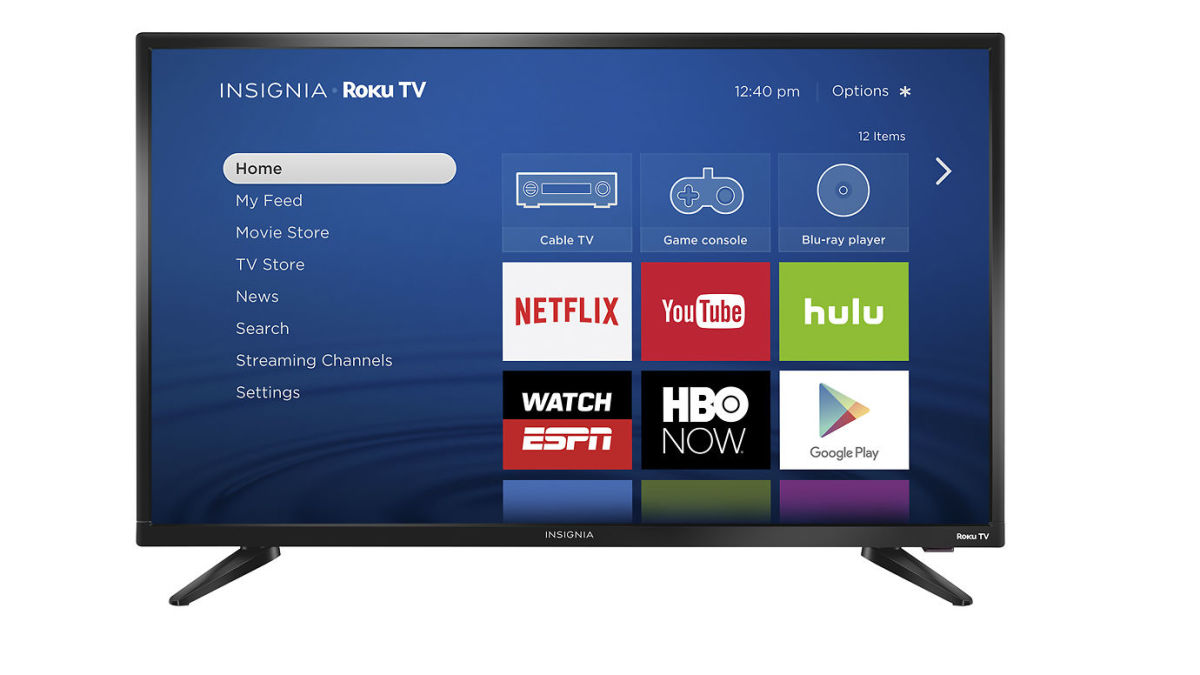 INSIGNIA • Roku TV
12:40 pm | Options *
12 Items
Home
My Feed
Movie Store
TV Store
News
Search
Streaming Channels
Settings
Cable TV
Game console
Blu-ray player
NETFLIX
YouTube
hulu
WATCH
ESPN
HBO
NOW.
Google Play
INSIGNIA
Roku TV